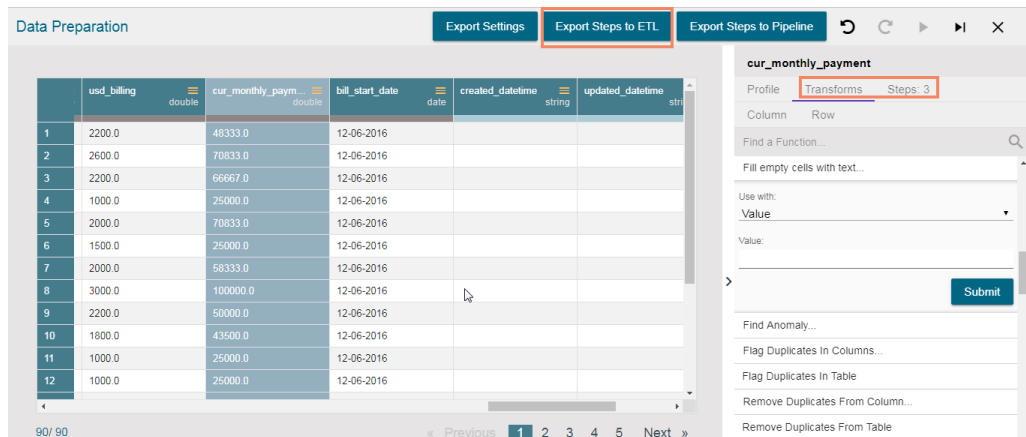 Data Preparation
Export Settings
Export Steps to ETL
Export Steps to Pipeline
usd_billing double
cur_monthly_paym... double
bill_start_date date
created_datetime string
updated_datetime stri
1 2200.0 48333.0 12-06-2016
2 2600.0 70833.0 12-06-2016
3 2200.0 66667.0 12-06-2016
4 1000.0 25000.0 12-06-2016
5 2000.0 70833.0 12-06-2016
6 1500.0 25000.0 12-06-2016
7 2000.0 58333.0 12-06-2016
8 3000.0 100000.0 12-06-2016
9 2200.0 50000.0 12-06-2016
10 1800.0 43500.0 12-06-2016
11 1000.0 25000.0 12-06-2016
12 1000.0 25000.0 12-06-2016
90/ 90
« Previous 1 2 3 4 5 Next »
cur_monthly_payment
Profile Transforms Steps: 3
Column Row
Find a Function...
Fill empty cells with text...
Use with:
Value
Value:
Submit
Find Anomaly...
Flag Duplicates In Columns...
Flag Duplicates In Table
Remove Duplicates From Column...
Remove Duplicates From Table